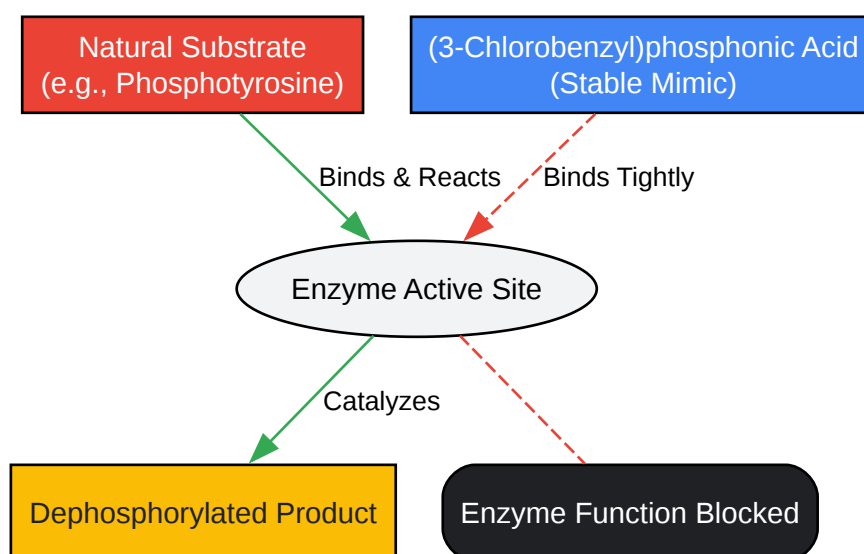 Natural Substrate
(e.g., Phosphotyrosine)
(3-Chlorobenzyl)phosphonic Acid
(Stable Mimic)
Binds & Reacts
Binds Tightly
Enzyme Active Site
Catalyzes
Dephosphorylated Product
Enzyme Function Blocked